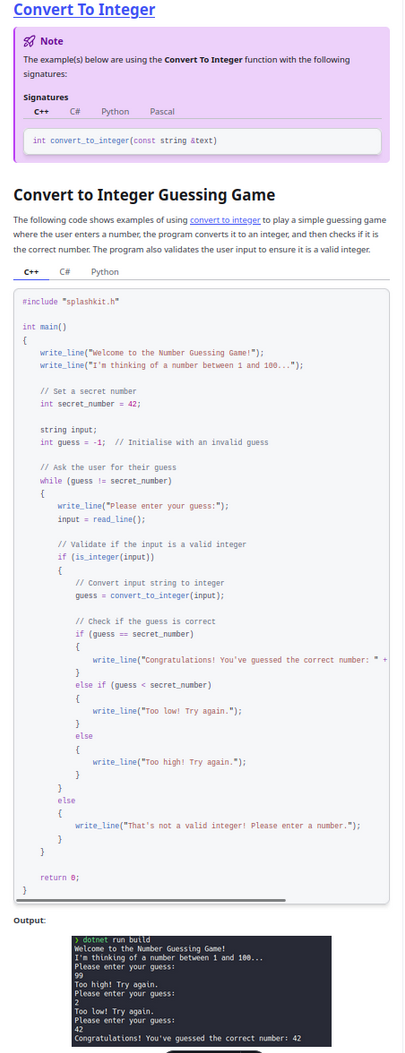 Convert To Integer
Note
The example(s) below are using the Convert To Integer function with the following
signatures:
Signatures
C++ C# Python Pascal
int convert_to_integer(const string &text)
Convert to Integer Guessing Game
The following code shows examples of using convert to integer to play a simple guessing game
where the user enters a number, the program converts it to an integer, and then checks if it is
the correct number. The program also validates the user input to ensure it is a valid integer.
C++ C# Python
#include "splashkit.h"
int main()
{
    write_line("Welcome to the Number Guessing Game!");
    write_line("I'm thinking of a number between 1 and 100...");
    // Set a secret number
    int secret_number = 42;
    string input;
    int guess = -1;  // Initialise with an invalid guess
    // Ask the user for their guess
    while (guess != secret_number)
    {
        write_line("Please enter your guess:");
        input = read_line();
        // Validate if the input is a valid integer
        if (is_integer(input))
        {
            // Convert input string to integer
            guess = convert_to_integer(input);
            // Check if the guess is correct
            if (guess == secret_number)
            {
                write_line("Congratulations! You've guessed the correct number: " +
            }
            else if (guess < secret_number)
            {
                write_line("Too low! Try again.");
            }
            else
            {
                write_line("Too high! Try again.");
            }
        }
        else
        {
            write_line("That's not a valid integer! Please enter a number.");
        }
    }
    return 0;
}
Output:
❯ dotnet run build
Welcome to the Number Guessing Game!
I'm thinking of a number between 1 and 100...
Please enter your guess:
99
Too high! Try again.
Please enter your guess:
2
Too low! Try again.
Please enter your guess:
42
Congratulations! You've guessed the correct number: 42